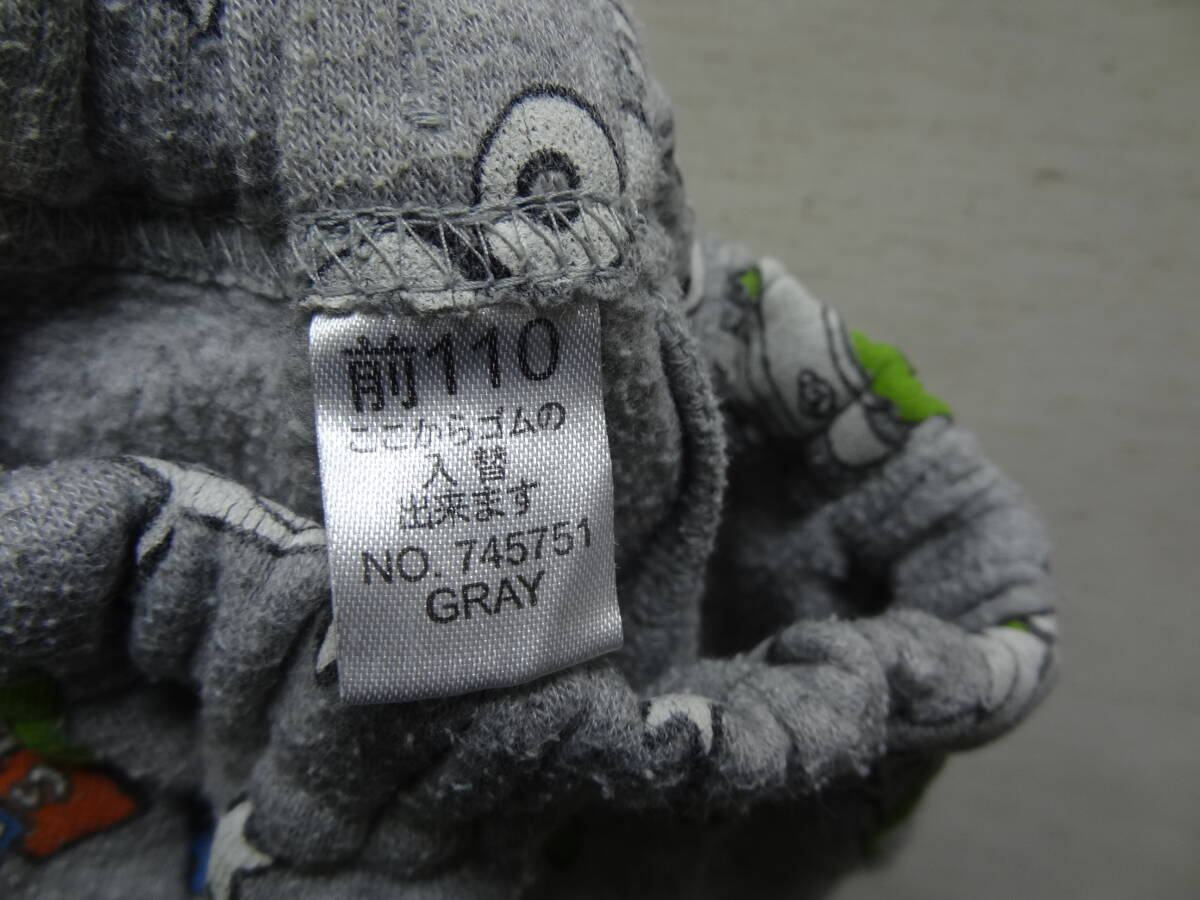 前110
ここからゴムの
入替
出来ます
NO. 745751
GRAY